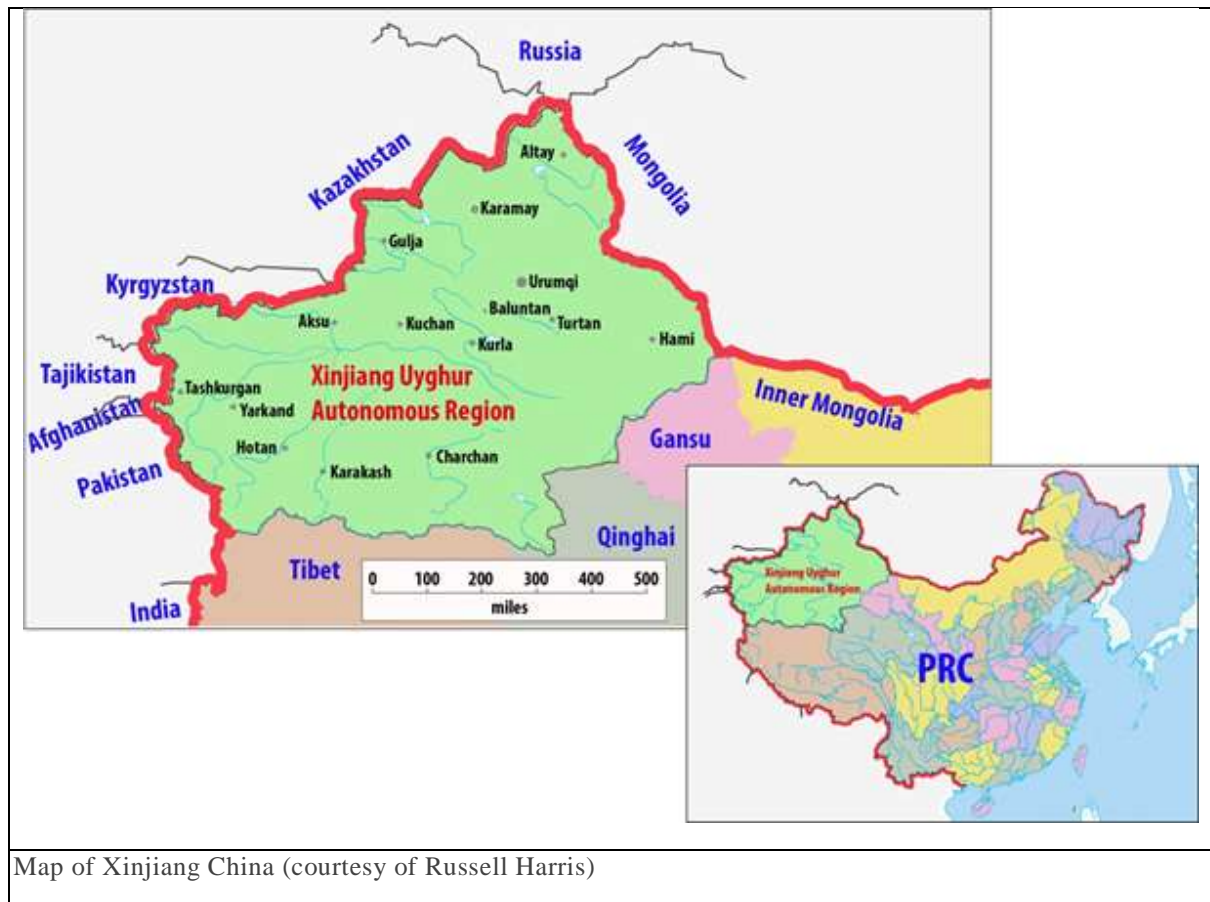 Russia
Kazakhstan
Mongolia
Altay
Karamay
Gulja
Kyrgyzstan
Urumqi
Baluntan
Aksu
Kuchan
Turtan
Kurla
Hami
Tajikistan
Tashkurgan
Xinjiang Uyghur
Autonomous Region
Inner Mongolia
Yarkand
Afghanistan
Gansu
Hotan
Charchan
Pakistan
Karakash
Qinghai
Tibet
0 100 200 300 400 500
miles
India
Xinjiang Uyghur
Autonomous Region
PRC
Map of Xinjiang China (courtesy of Russell Harris)